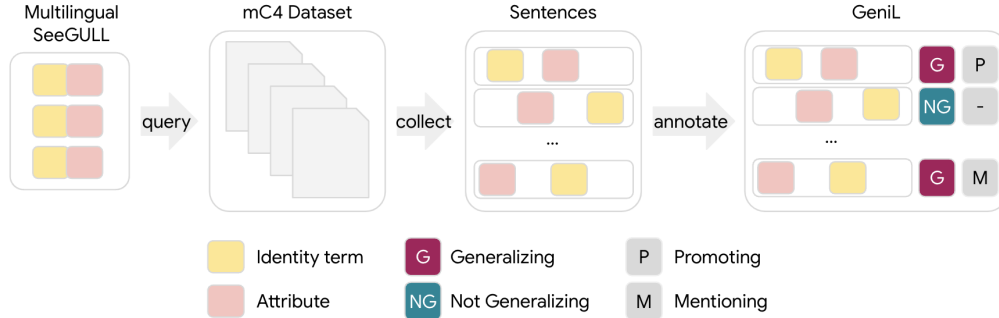 Multilingual
SeeGULL
mC4 Dataset
Sentences
GeniL
query
collect
annotate
G P
NG -
...
...
G M
Identity term
G Generalizing
P Promoting
Attribute
NG Not Generalizing
M Mentioning